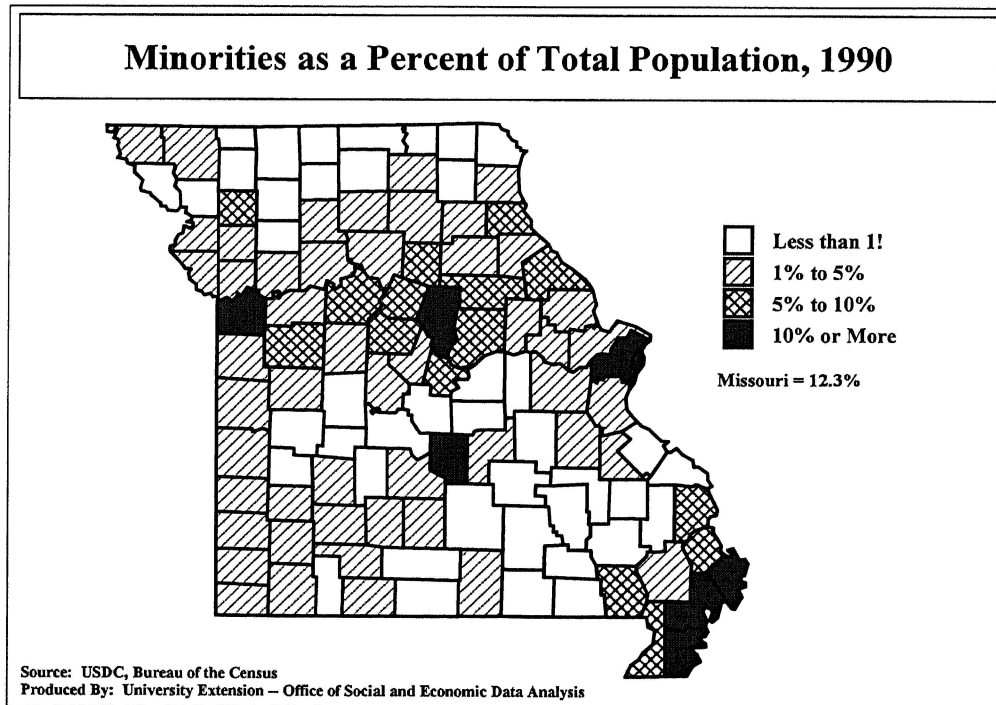 Minorities as a Percent of Total Population, 1990
Less than 1!
1% to 5%
5% to 10%
10% or More
Missouri = 12.3%
Source: USDC, Bureau of the Census
Produced By: University Extension – Office of Social and Economic Data Analysis